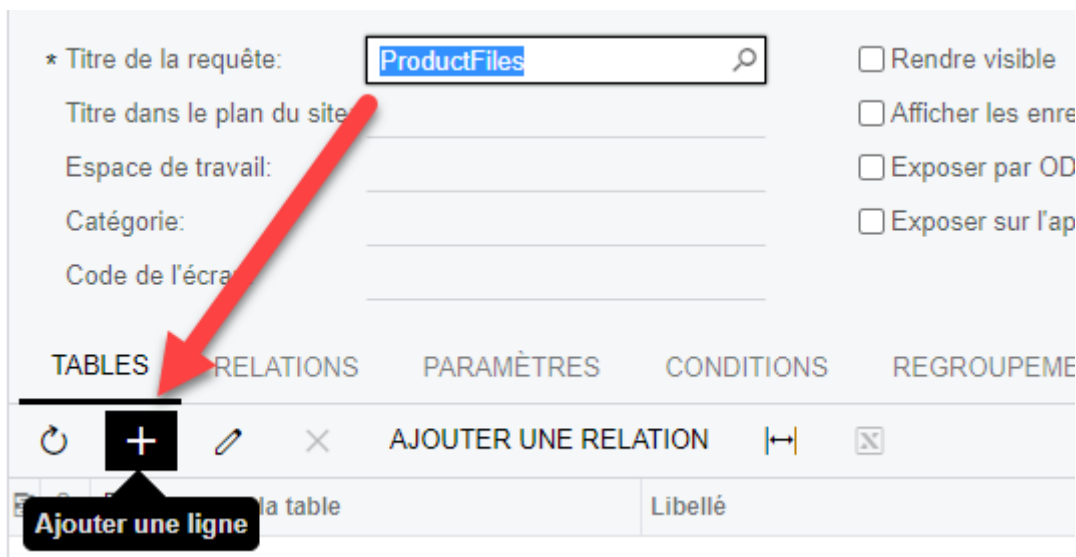 * Titre de la requête: ProductFiles Rendre visible
Titre dans le plan du site Afficher les enre
Espace de travail: Exposer par OD
Catégorie: Exposer sur l'ap
Code de l'écra
TABLES RELATIONS PARAMÈTRES CONDITIONS REGROUPEME
AJOUTER UNE RELATION
la table Libellé
Ajouter une ligne